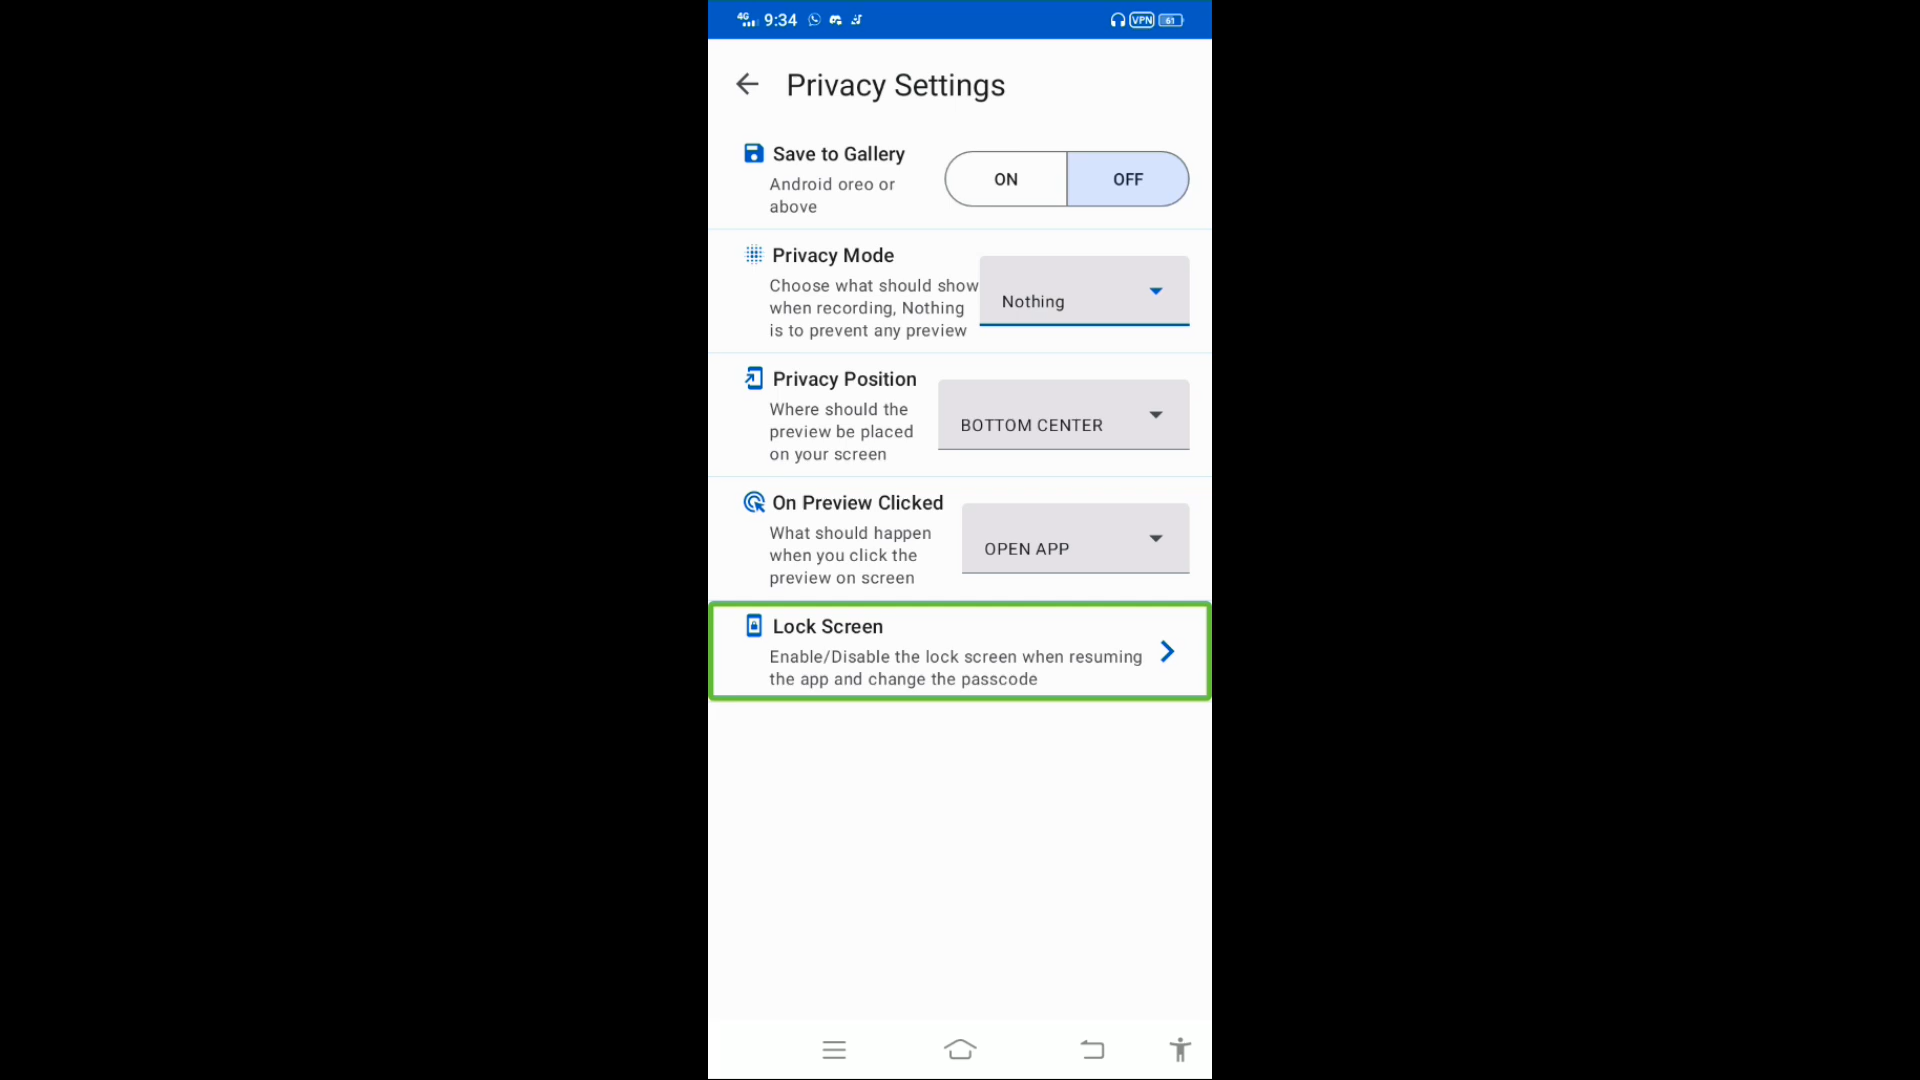 4G 9:34 VPN 61
Privacy Settings
Save to Gallery
Android oreo or
above
ON OFF
Privacy Mode
Choose what should show
when recording, Nothing
is to prevent any preview
Nothing
Privacy Position
Where should the
preview be placed
on your screen
BOTTOM CENTER
On Preview Clicked
What should happen
when you click the
preview on screen
OPEN APP
Lock Screen
Enable/Disable the lock screen when resuming
the app and change the passcode